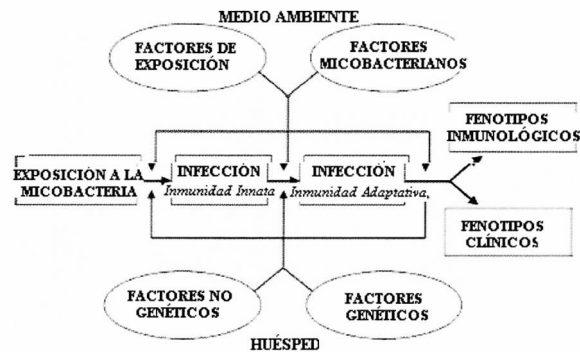 MEDIO AMBIENTE
FACTORES DE
EXPOSICIÓN
FACTORES
MICOBACTERIANOS
FENOTIPOS
INMUNOLÓGICOS
EXPOSICIÓN A LA
MICOBACTERIA
INFECCIÓN
Inmunidad Innata
INFECCIÓN
Inmunidad Adaptativa,
FENOTIPOS
CLÍNICOS
FACTORES NO
GENÉTICOS
FACTORES
GENÉTICOS
HUÉSPED